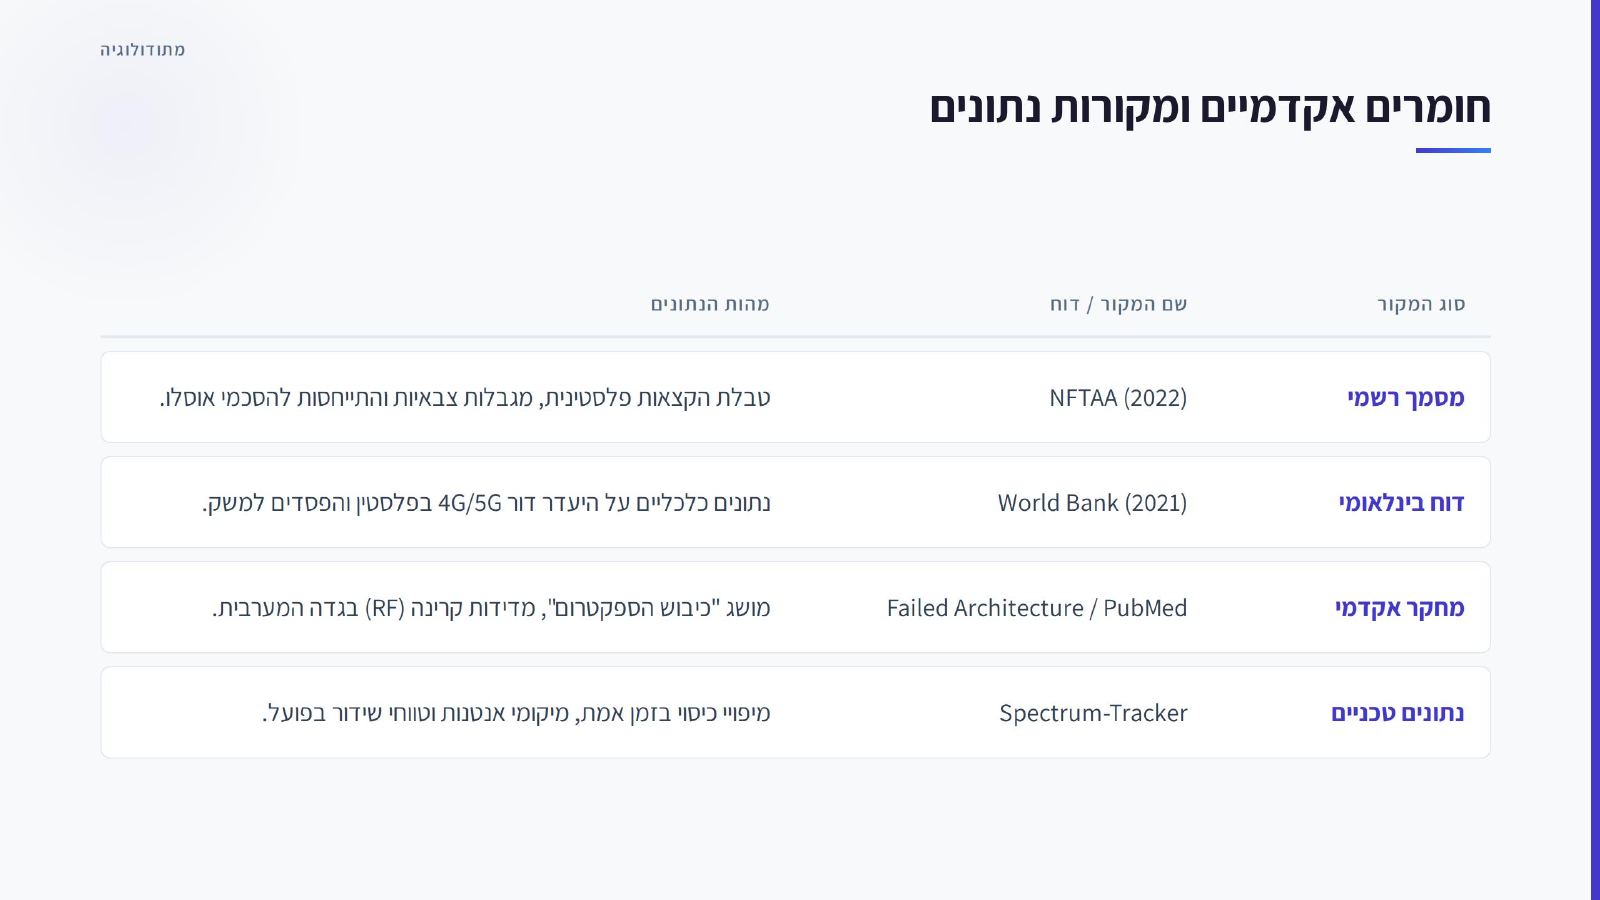 מתודולוגיה
חומרים אקדמיים ומקורות נתונים
סוג המקור שם המקור / דוח מהות הנתונים
מסמך רשמי NFTAA (2022) טבלת הקצאות פלסטינית, מגבלות צבאיות והתייחסות להסכמי אוסלו.
דוח בינלאומי World Bank (2021) נתונים כלכליים על היעדר דור 4G/5G בפלסטין והפסדים למשק.
מחקר אקדמי Failed Architecture / PubMed מושג "כיבוש הספקטרום", מדידות קרינה (RF) בגדה המערבית.
נתונים טכניים Spectrum-Tracker מיפויי כיסוי בזמן אמת, מיקומי אנטנות וטווחי שידור בפועל.